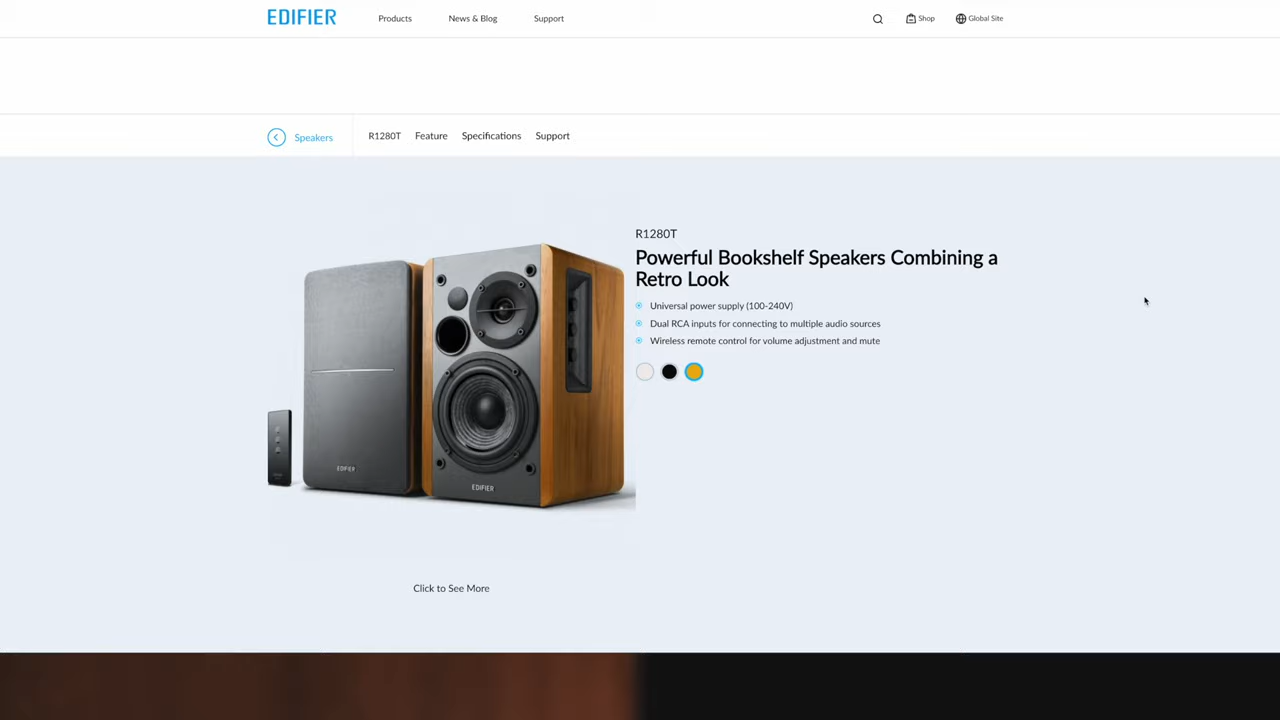 EDIFIER
Products
News & Blog
Support
Shop
Global Site
Speakers
R1280T
Feature
Specifications
Support
R1280T
Powerful Bookshelf Speakers Combining a
Retro Look
Universal power supply (100-240V)
Dual RCA inputs for connecting to multiple audio sources
Wireless remote control for volume adjustment and mute
EDIFIER
EDIFIER
Click to See More